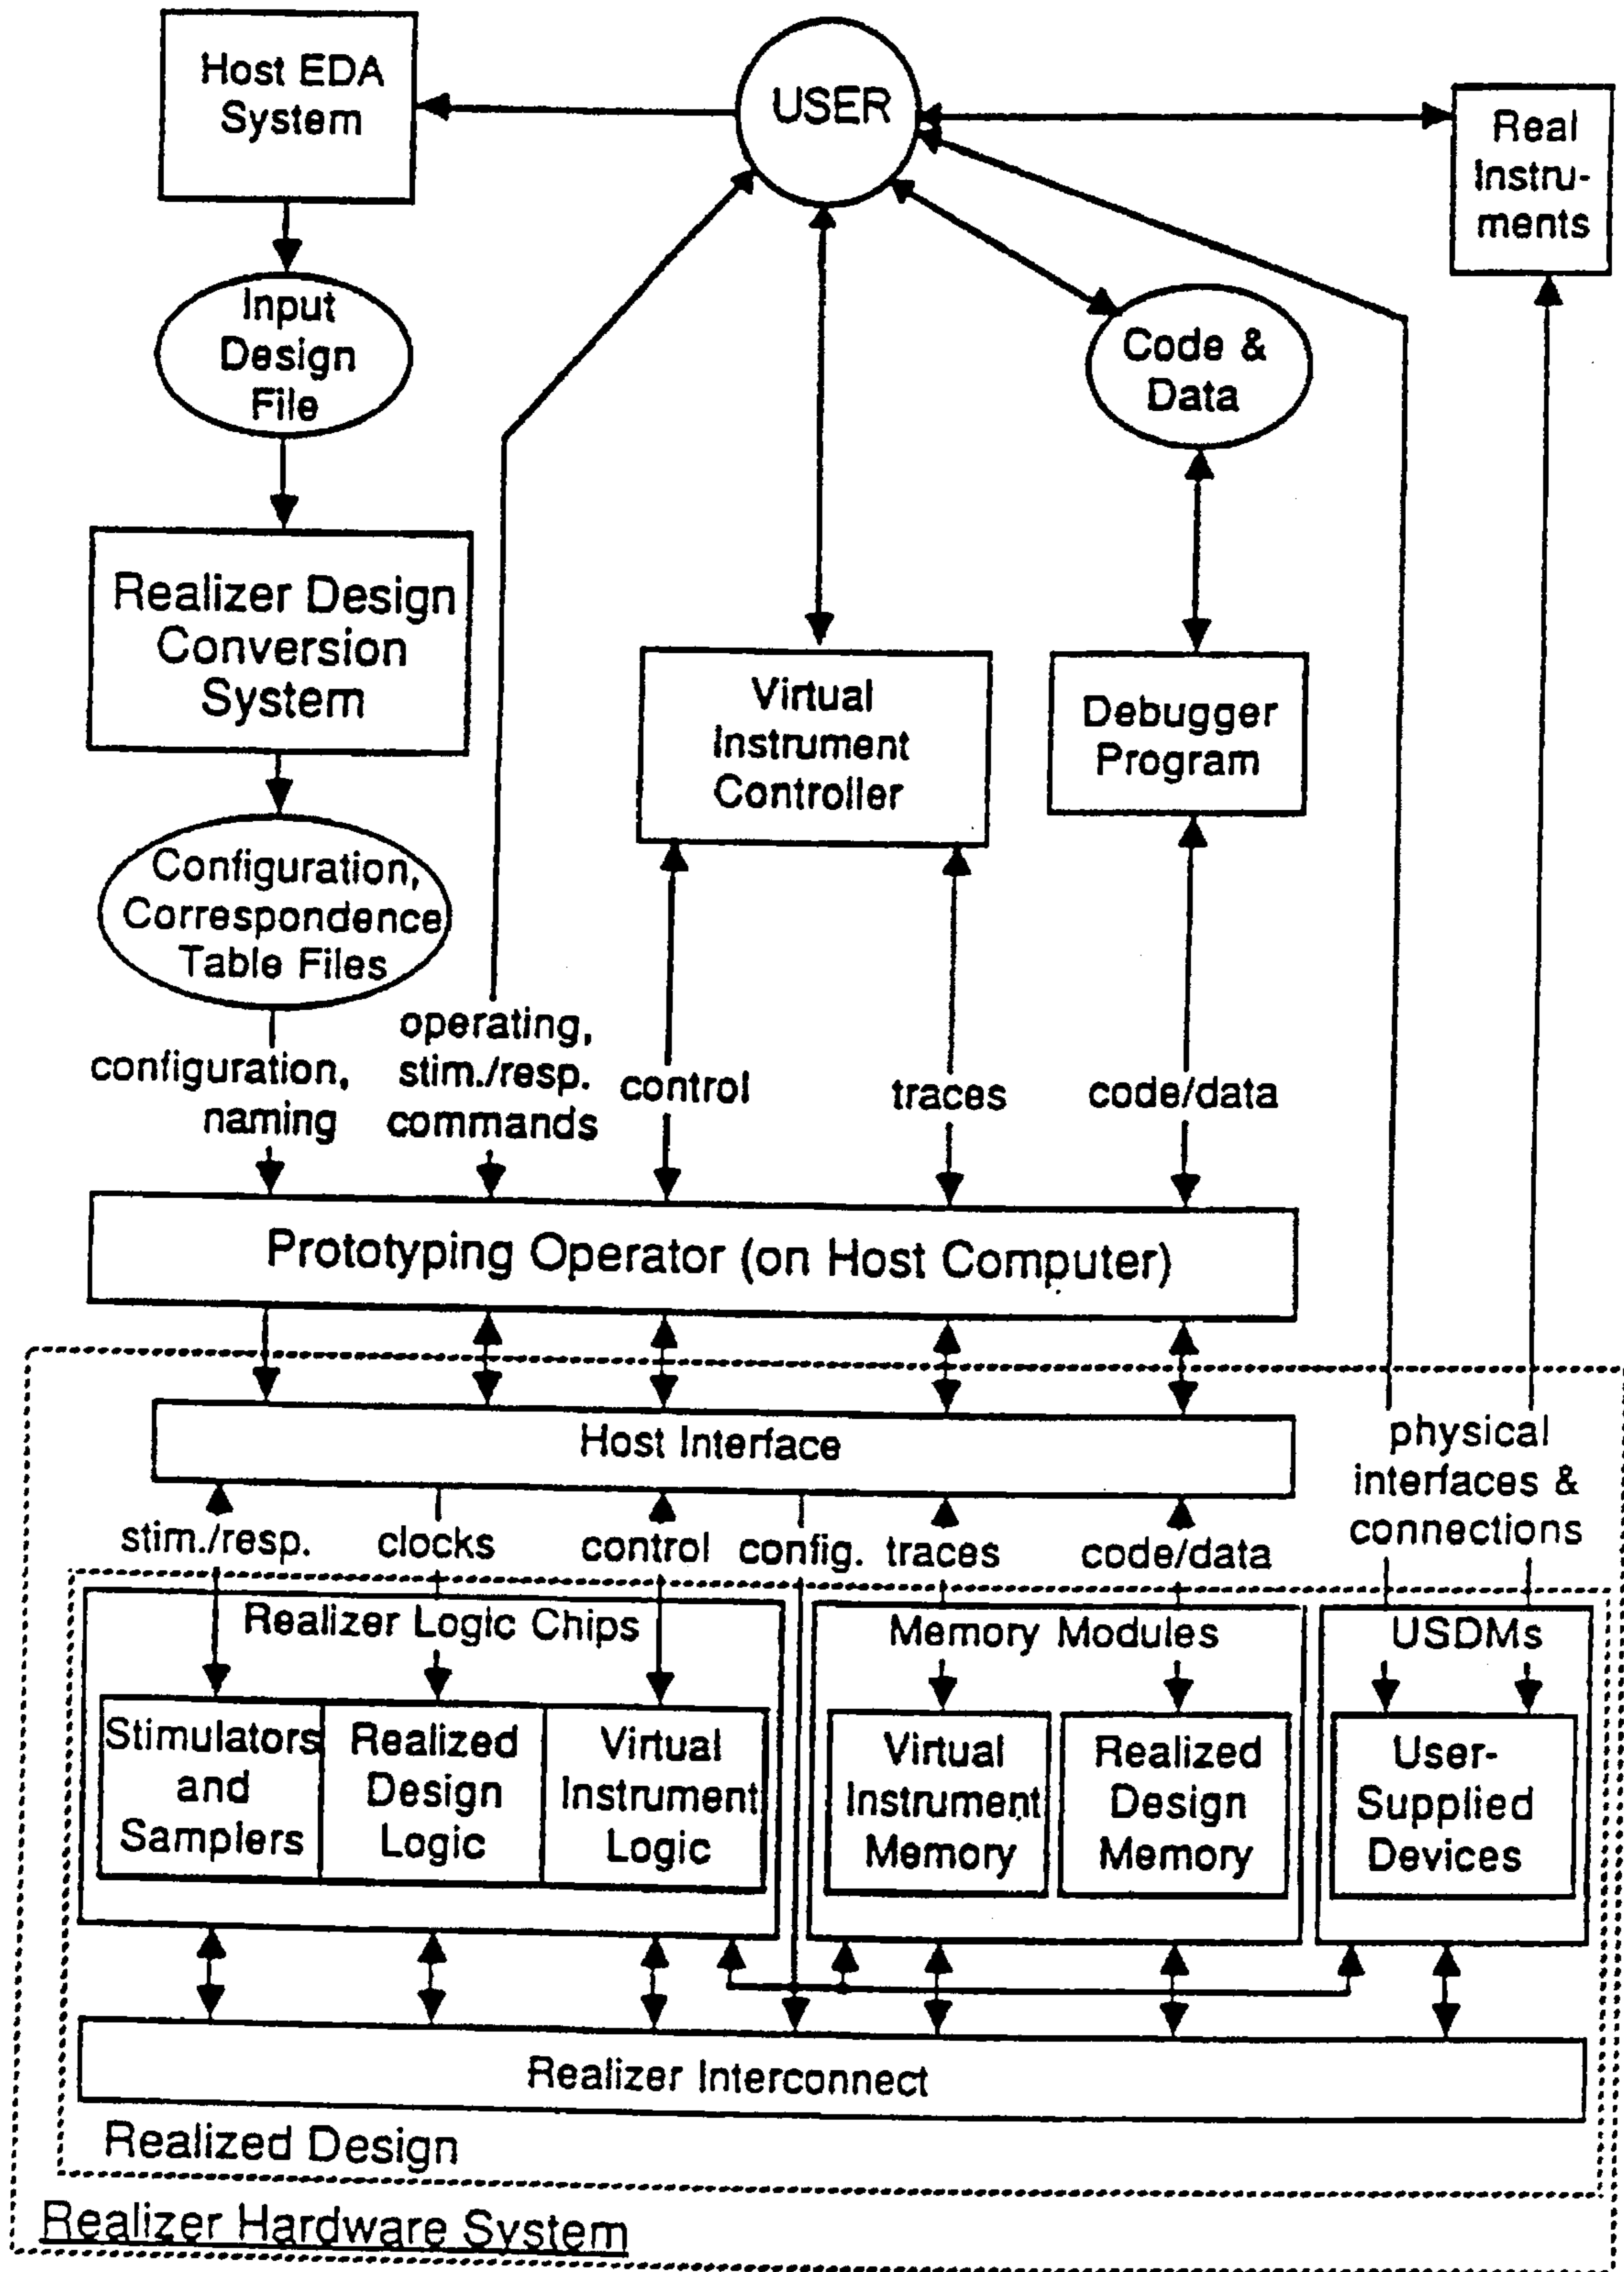 Host EDA
System
USER
Real
Instru-
ments
Input
Design
File
Code &
Data
Realizer Design
Conversion
System
Virtual
Instrument
Controller
Debugger
Program
Configuration,
Correspondence
Table Files
configuration,
naming
operating,
stim./resp.
commands
control
traces
code/data
Prototyping Operator (on Host Computer)
Host Interface
physical
interfaces &
connections
stim./resp.
clocks
control
config.
traces
code/data
Realizer Logic Chips
Memory Modules
USDMs
Stimulators
and
Samplers
Realized
Design
Logic
Virtual
Instrument
Logic
Virtual
Instrument
Memory
Realized
Design
Memory
User-
Supplied
Devices
Realizer Interconnect
Realized Design
Realizer Hardware System